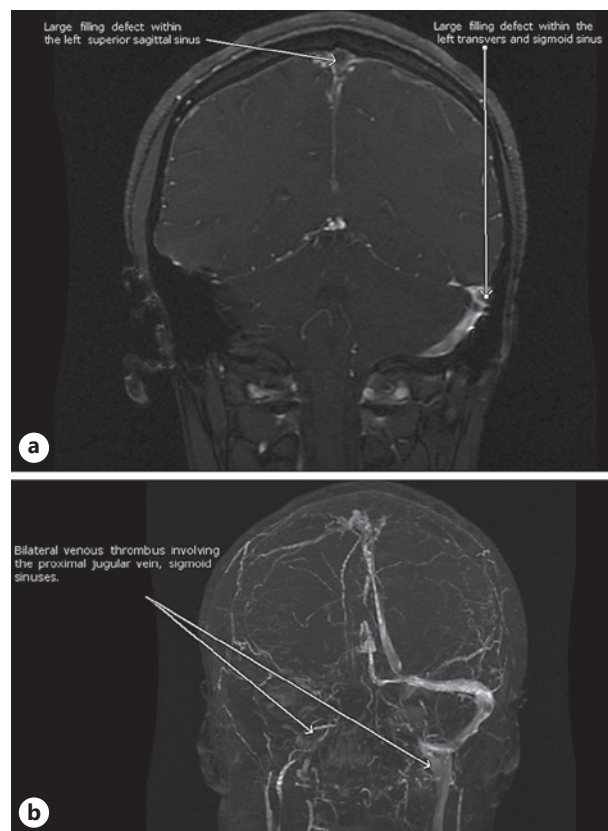 Large filling defect within
the left superior sagittal sinus
Large filling defect within the
left transvers and sigmoid sinus
a
Bilateral venous thrombus involving
the proximal jugular vein, sigmoid
sinuses.
b